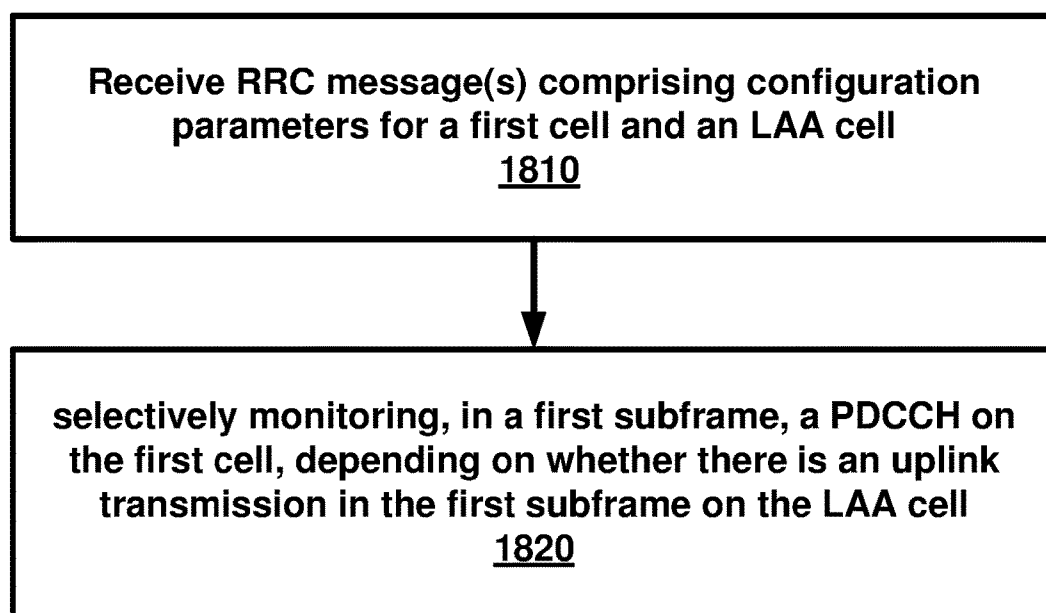 Receive RRC message(s) comprising configuration
parameters for a first cell and an LAA cell
1810
selectively monitoring, in a first subframe, a PDCCH on
the first cell, depending on whether there is an uplink
transmission in the first subframe on the LAA cell
1820